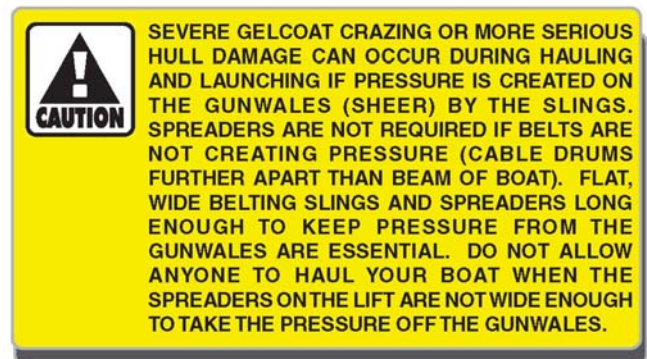 CAUTION
SEVERE GELCOAT CRAZING OR MORE SERIOUS
HULL DAMAGE CAN OCCUR DURING HAULING
AND LAUNCHING IF PRESSURE IS CREATED ON
THE GUNWALES (SHEER) BY THE SLINGS.
SPREADERS ARE NOT REQUIRED IF BELTS ARE
NOT CREATING PRESSURE (CABLE DRUMS
FURTHER APART THAN BEAM OF BOAT). FLAT,
WIDE BELTING SLINGS AND SPREADERS LONG
ENOUGH TO KEEP PRESSURE FROM THE
GUNWALES ARE ESSENTIAL. DO NOT ALLOW
ANYONE TO HAUL YOUR BOAT WHEN THE
SPREADERS ON THE LIFT ARE NOT WIDE ENOUGH
TO TAKE THE PRESSURE OFF THE GUNWALES.